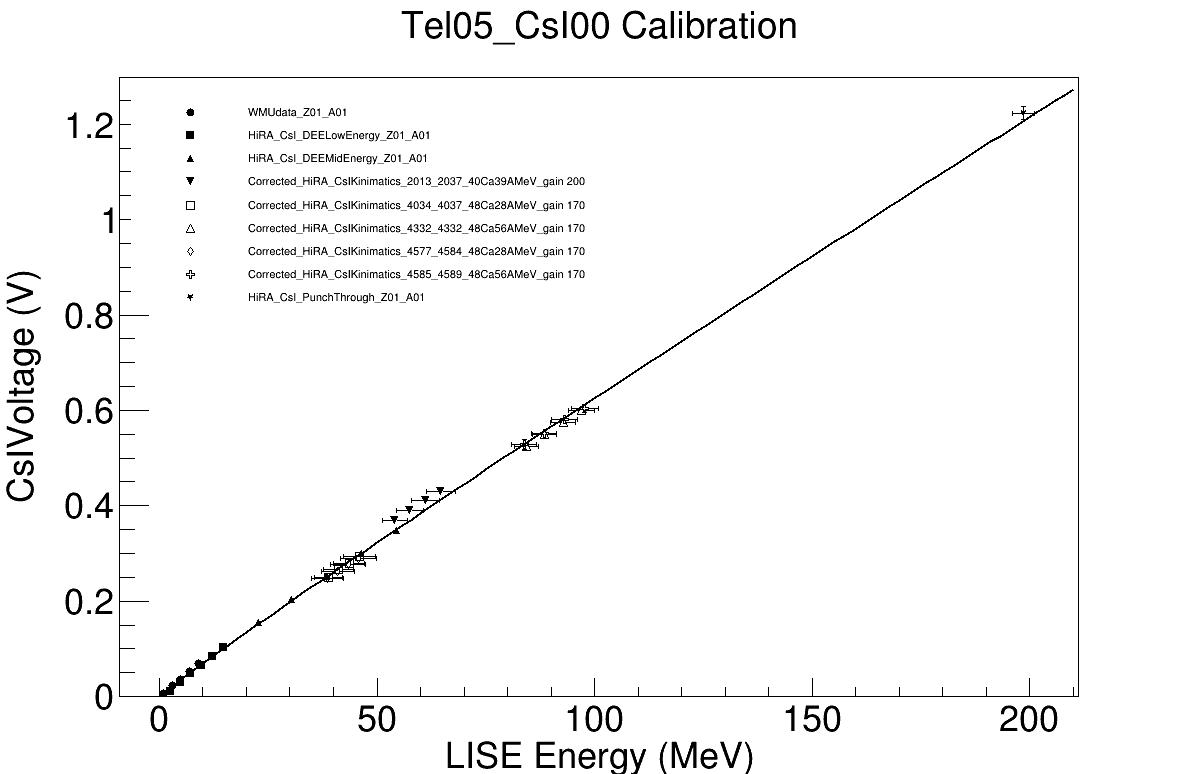 Tel05_CsI00 Calibration
WMUdata_Z01_A01
HiRA_CsI_DEELowEnergy_Z01_A01
HiRA_CsI_DEEMidEnergy_Z01_A01
Corrected_HiRA_CsIKinimatics_2013_2037_40Ca39AMeV_gain 200
Corrected_HiRA_CsIKinimatics_4034_4037_48Ca28AMeV_gain 170
Corrected_HiRA_CsIKinimatics_4332_4332_48Ca56AMeV_gain 170
Corrected_HiRA_CsIKinimatics_4577_4584_48Ca28AMeV_gain 170
Corrected_HiRA_CsIKinimatics_4585_4589_48Ca56AMeV_gain 170
HiRA_CsI_PunchThrough_Z01_A01
CsIVoltage (V)
1.2
1
0.8
0.6
0.4
0.2
0
0 50 100 150 200
LISE Energy (MeV)